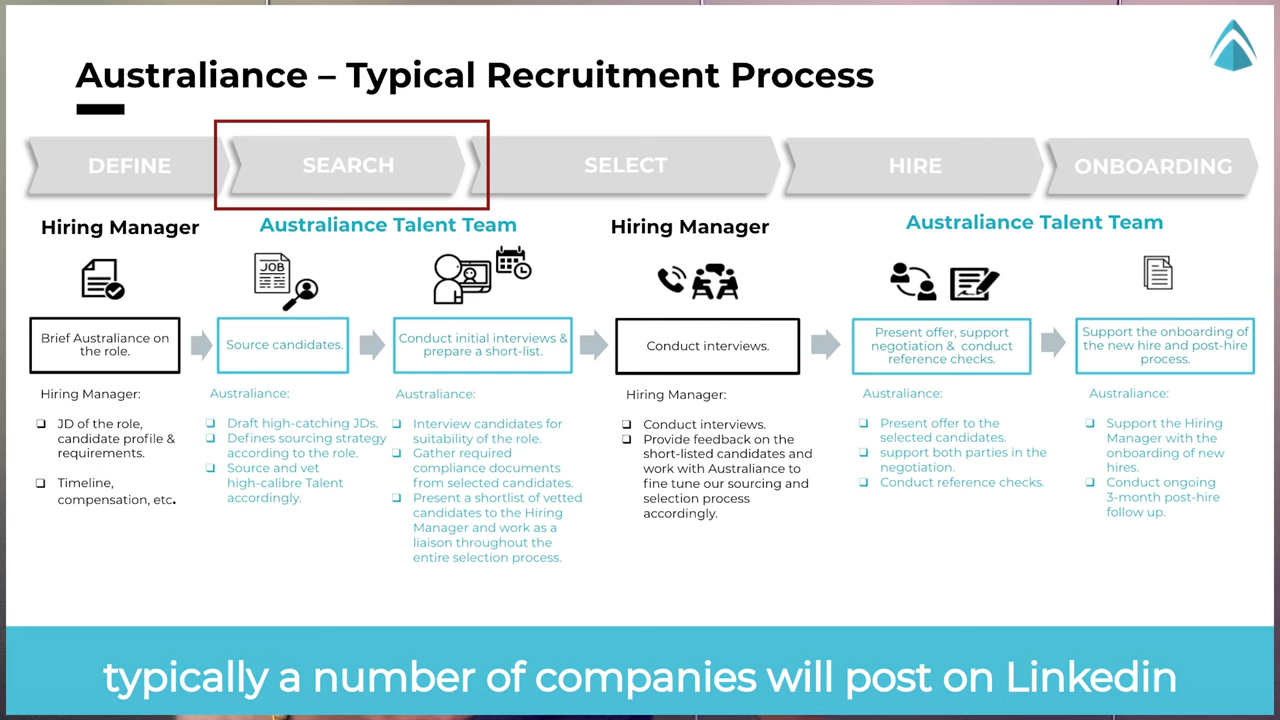 Australiance – Typical Recruitment Process
DEFINE
SEARCH
SELECT
HIRE
ONBOARDING
Hiring Manager
Australiance Talent Team
Hiring Manager
Australiance Talent Team
JOB
Brief Australiance on
the role.
Source candidates.
Conduct initial interviews &
prepare a short-list.
Conduct interviews.
Present offer, support
negotiation & conduct
reference checks.
Support the onboarding of
the new hire and post-hire
process.
Hiring Manager:
JD of the role,
candidate profile &
requirements.
Timeline,
compensation, etc.
Australiance:
Draft high-catching JDs.
Defines sourcing strategy
according to the role.
Source and vet
high-calibre Talent
accordingly.
Australiance:
Interview candidates for
suitability of the role.
Gather required
compliance documents
from selected candidates.
Present a shortlist of vetted
candidates to the Hiring
Manager and work as a
liaison throughout the
entire selection process.
Hiring Manager:
Conduct interviews.
Provide feedback on the
short-listed candidates and
work with Australiance to
fine tune our sourcing and
selection process
accordingly.
Australiance:
Present offer to the
selected candidates.
support both parties in the
negotiation.
Conduct reference checks.
Australiance:
Support the Hiring
Manager with the
onboarding of new
hires.
Conduct ongoing
3-month post-hire
follow up.
typically a number of companies will post on Linkedin